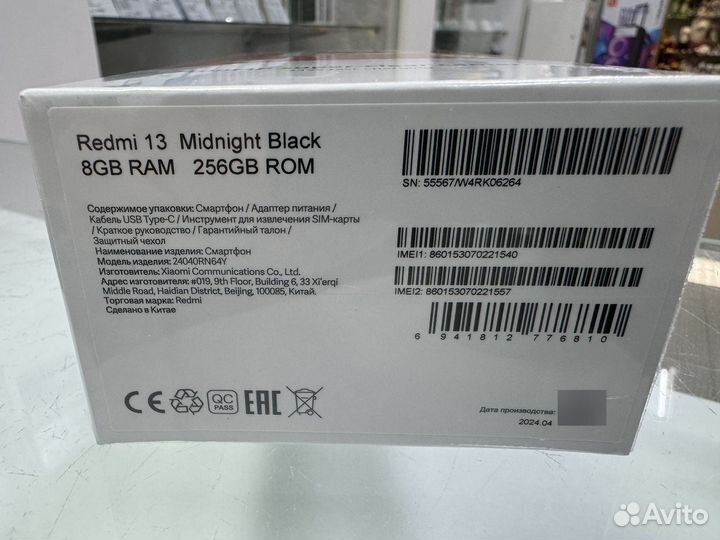 Redmi 13 Midnight Black
8GB RAM 256GB ROM
Содержимое упаковки: Смартфон / Адаптер питания /
Кабель USB Type-C / Инструмент для извлечения SIM-карты
/ Краткое руководство / Гарантийный талон /
Защитный чехол
Наименование изделия: Смартфон
Модель изделия: 24040RN64Y
Изготовитель: Xiaomi Communications Co., Ltd.
Адрес изготовителя: #019, 9th Floor, Building 6, 33 Xi'erqi
Middle Road, Haidian District, Beijing, 100085, Китай.
Торговая марка: Redmi
Сделано в Китае
SN: 55567/W4RK06264
IMEI1: 860153070221540
IMEI2: 860153070221557
6 941812 776810
CE QC PASS EAC
Дата производства:
2024.04
Avito